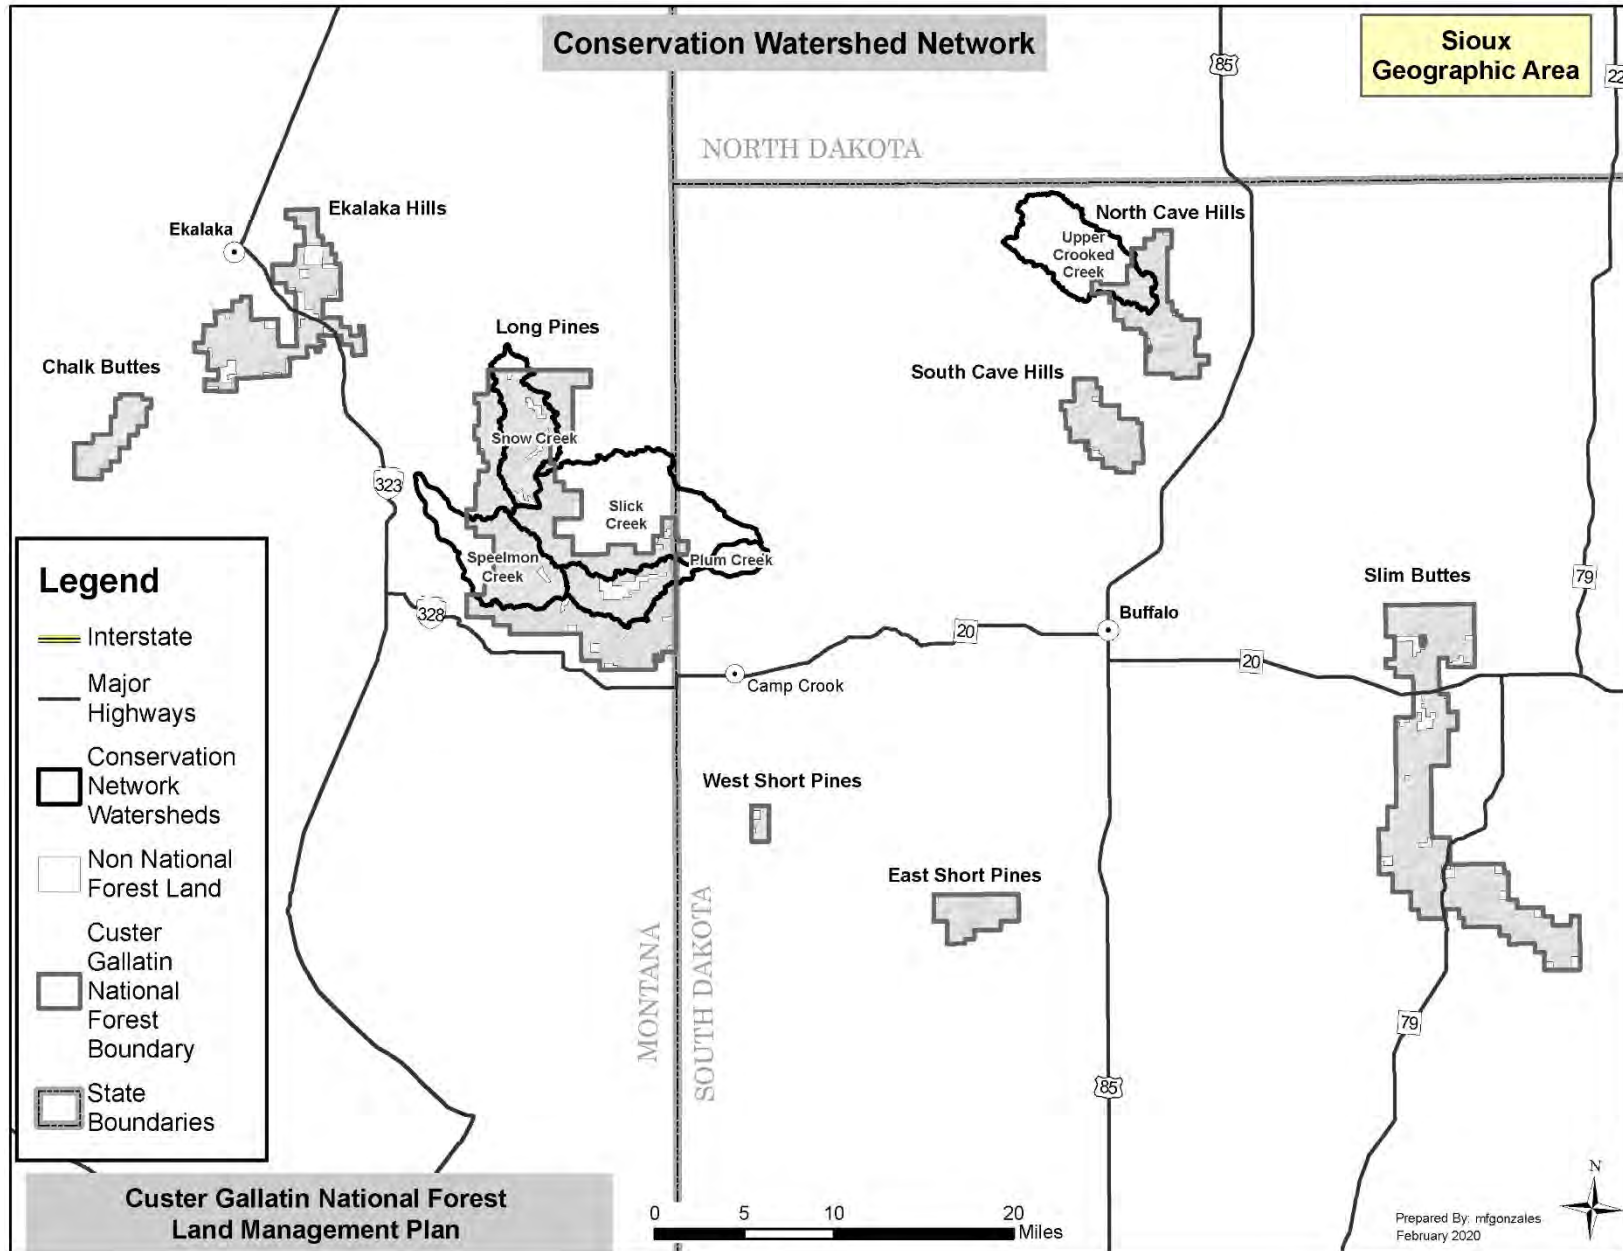 Conservation Watershed Network
Sioux
Geographic Area
85
22
NORTH DAKOTA
Ekalaka Hills
Ekalaka
North Cave Hills
Upper
Crooked
Creek
Long Pines
Chalk Buttes
South Cave Hills
Snow Creek
323
Slick
Creek
Speelmon
Creek
Plum Creek
328
Slim Buttes
79
Buffalo
20
20
Camp Crook
West Short Pines
East Short Pines
MONTANA
SOUTH DAKOTA
79
85
Legend
Interstate
Major
Highways
Conservation
Network
Watersheds
Non National
Forest Land
Custer
Gallatin
National
Forest
Boundary
State
Boundaries
Custer Gallatin National Forest
Land Management Plan
0 5 10 20
Miles
N
Prepared By: mfgonzales
February 2020